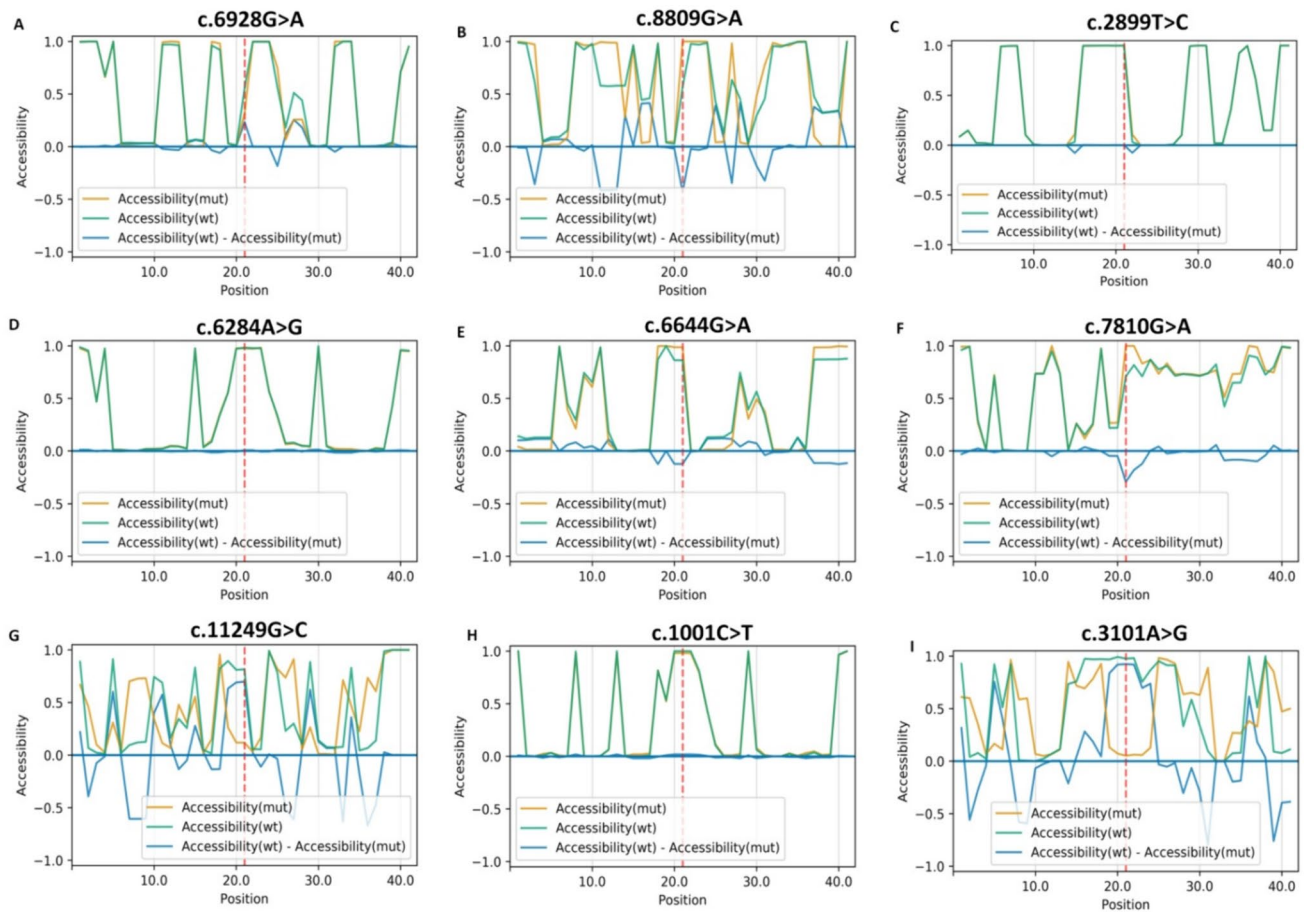 A
c.6928G>A
Accessibility
1.0
0.5
0.0
−0.5
−1.0
Accessibility(mut)
Accessibility(wt)
Accessibility(wt) - Accessibility(mut)
10.0 20.0 30.0 40.0
Position
B
c.8809G>A
Accessibility
1.0
0.5
0.0
−0.5
−1.0
Accessibility(mut)
Accessibility(wt)
Accessibility(wt) - Accessibility(mut)
10.0 20.0 30.0 40.0
Position
C
c.2899T>C
Accessibility
1.0
0.5
0.0
−0.5
−1.0
Accessibility(mut)
Accessibility(wt)
Accessibility(wt) - Accessibility(mut)
10.0 20.0 30.0 40.0
Position
D
c.6284A>G
Accessibility
1.0
0.5
0.0
−0.5
−1.0
Accessibility(mut)
Accessibility(wt)
Accessibility(wt) - Accessibility(mut)
10.0 20.0 30.0 40.0
Position
E
c.6644G>A
Accessibility
1.0
0.5
0.0
−0.5
−1.0
Accessibility(mut)
Accessibility(wt)
Accessibility(wt) - Accessibility(mut)
10.0 20.0 30.0 40.0
Position
F
c.7810G>A
Accessibility
1.0
0.5
0.0
−0.5
−1.0
Accessibility(mut)
Accessibility(wt)
Accessibility(wt) - Accessibility(mut)
10.0 20.0 30.0 40.0
Position
G
c.11249G>C
Accessibility
1.0
0.5
0.0
−0.5
−1.0
Accessibility(mut)
Accessibility(wt)
Accessibility(wt) - Accessibility(mut)
10.0 20.0 30.0 40.0
Position
H
c.1001C>T
Accessibility
1.0
0.5
0.0
−0.5
−1.0
Accessibility(mut)
Accessibility(wt)
Accessibility(wt) - Accessibility(mut)
10.0 20.0 30.0 40.0
Position
I
c.3101A>G
Accessibility
1.0
0.5
0.0
−0.5
−1.0
Accessibility(mut)
Accessibility(wt)
Accessibility(wt) - Accessibility(mut)
10.0 20.0 30.0 40.0
Position